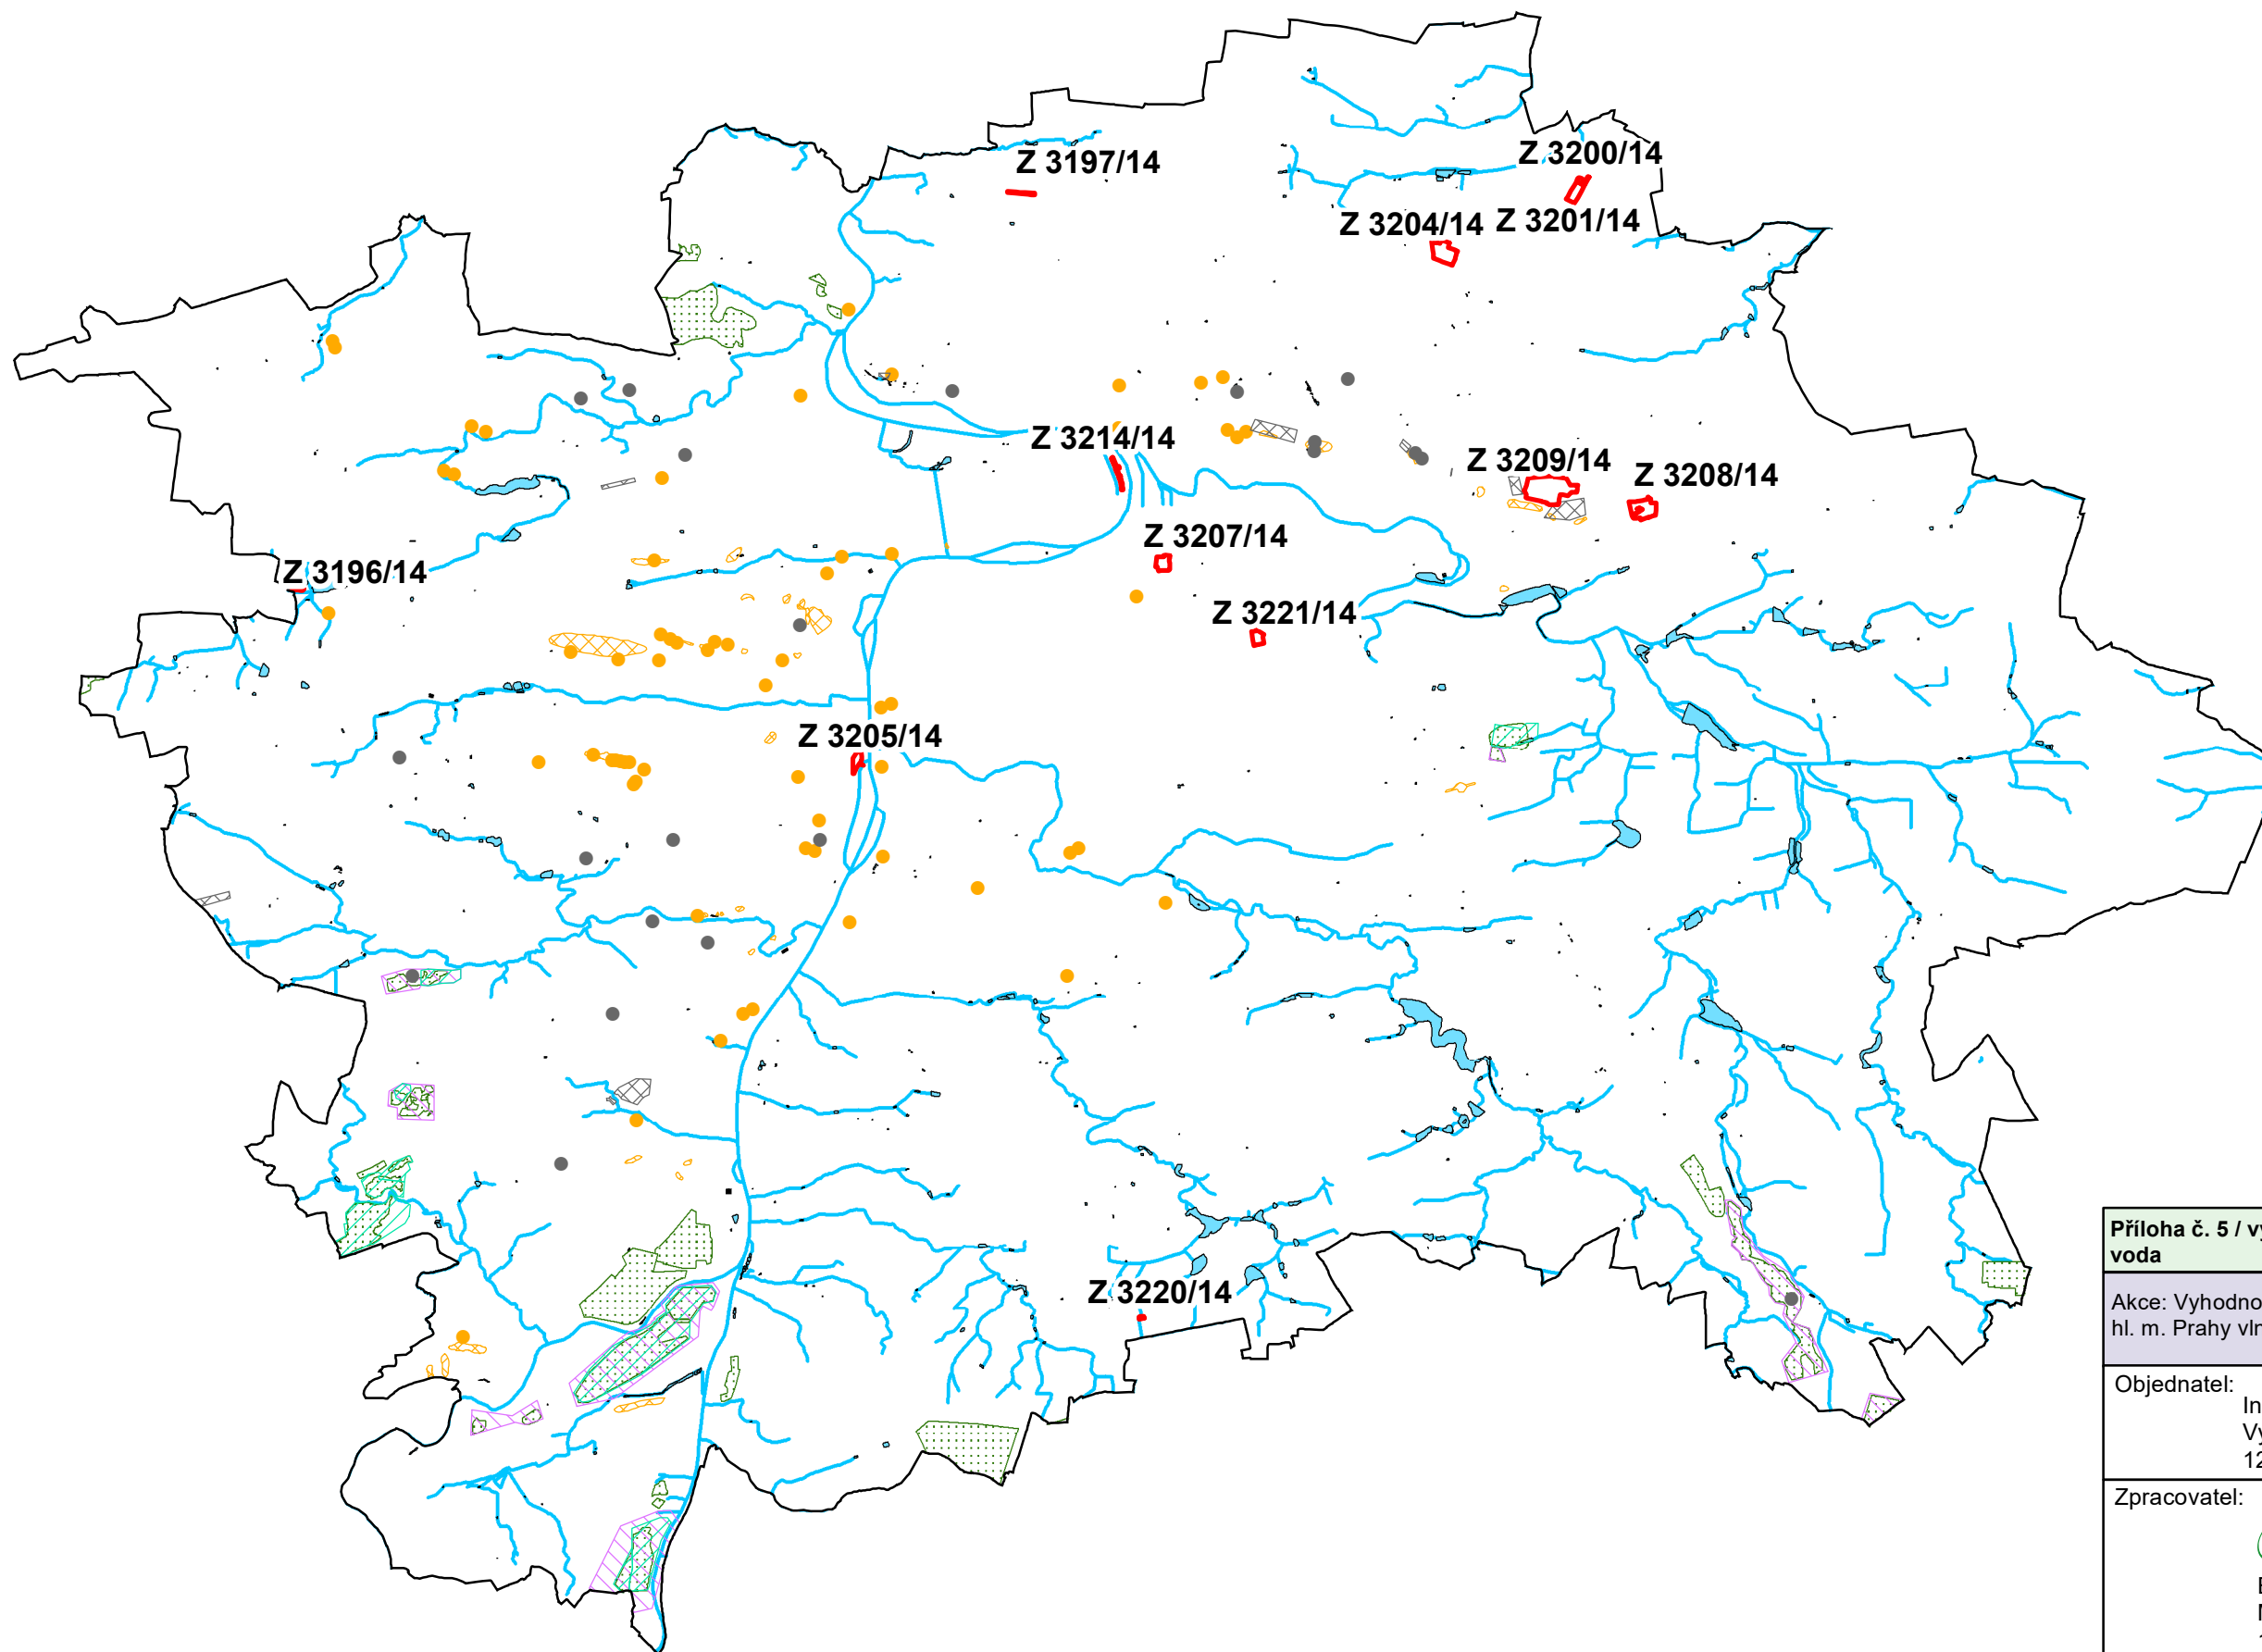 Z 3197/14
Z 3200/14
Z 3204/14
Z 3201/14
Z 3214/14
Z 3209/14
Z 3208/14
Z 3207/14
Z 3196/14
Z 3221/14
Z 3205/14
Z 3220/14
Příloha č. 5 /
voda
Akce:
hl. m. Prahy
Objednatel:
12
Zpracovatel: